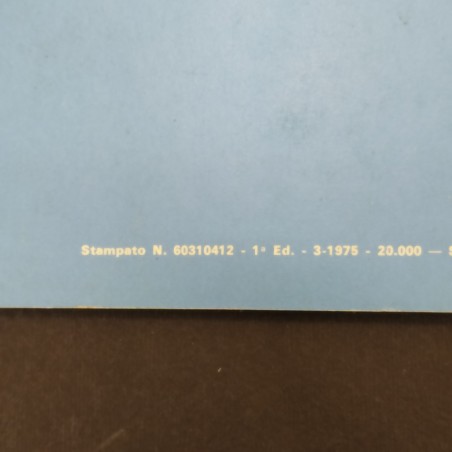 Stampato N. 60310412 - 1ª Ed. - 3-1975 - 20.000 —